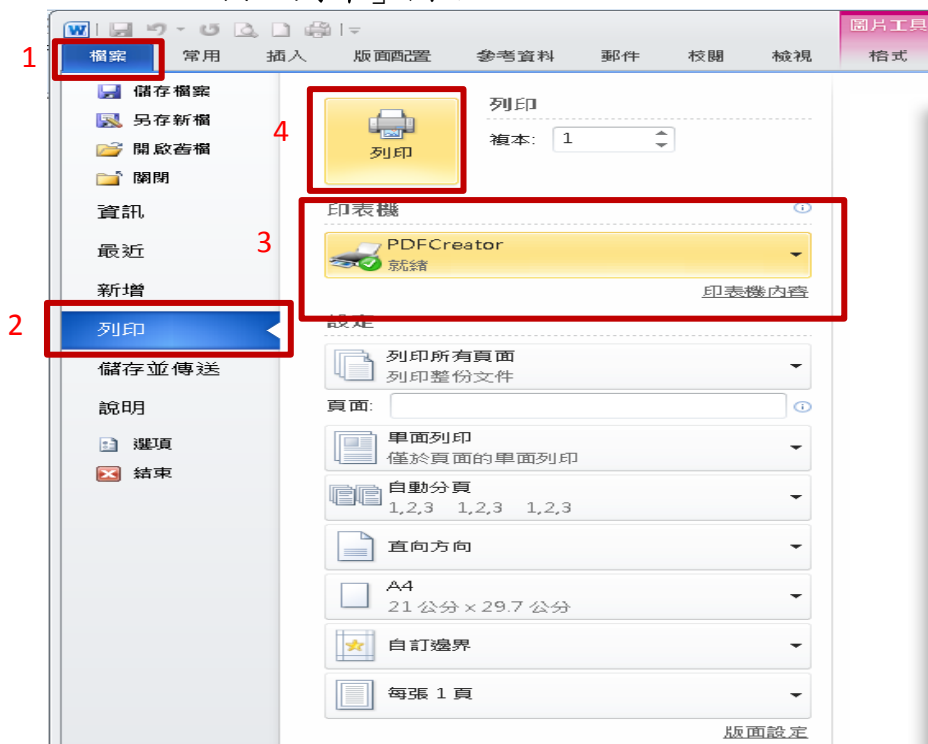 圖片工具
1
檔案 常用 插入 版面配置 參考資料 郵件 校閱 檢視 格式
儲存檔案
另存新檔
開啟舊檔
關閉
資訊
最近
新增
2
列印
儲存並傳送
說明
選項
結束
4
列印
列印
複本: 1
3
印表機
PDFCreator
就緒
印表機內容
設定
列印所有頁面
列印整份文件
頁面:
單面列印
僅於頁面的單面列印
自動分頁
1,2,3 1,2,3 1,2,3
直向方向
A4
21 公分 x 29.7 公分
自訂邊界
每張 1 頁
版面設定